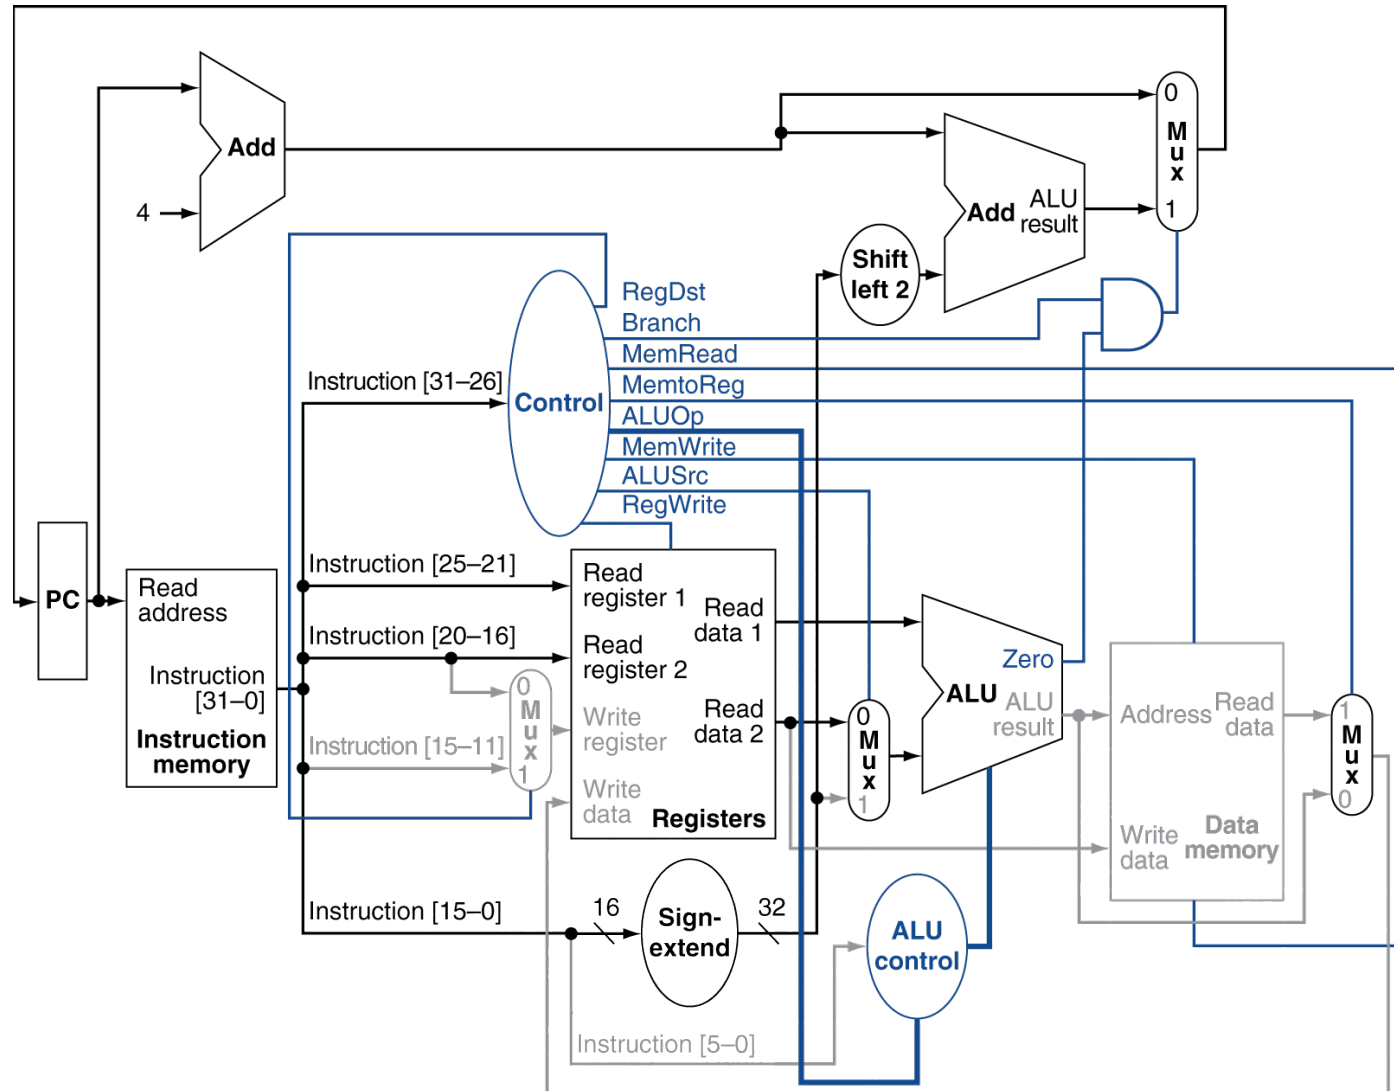 0
M
u
x
1
Add
4
Add
ALU
result
Shift
left 2
RegDst
Branch
MemRead
MemtoReg
ALUOp
MemWrite
ALUSrc
RegWrite
Control
Instruction [31–26]
Instruction [25–21]
Instruction [20–16]
Instruction [15–11]
Instruction [15–0]
Instruction [5–0]
PC
Read
address
Instruction
[31–0]
Instruction
memory
0
M
u
x
1
Read
register 1
Read
register 2
Write
register
Write
data
Read
data 1
Read
data 2
Registers
0
M
u
x
1
Zero
ALU
ALU
result
Address
Read
data
Write
data
Data
memory
1
M
u
x
0
16
Sign-
extend
32
ALU
control